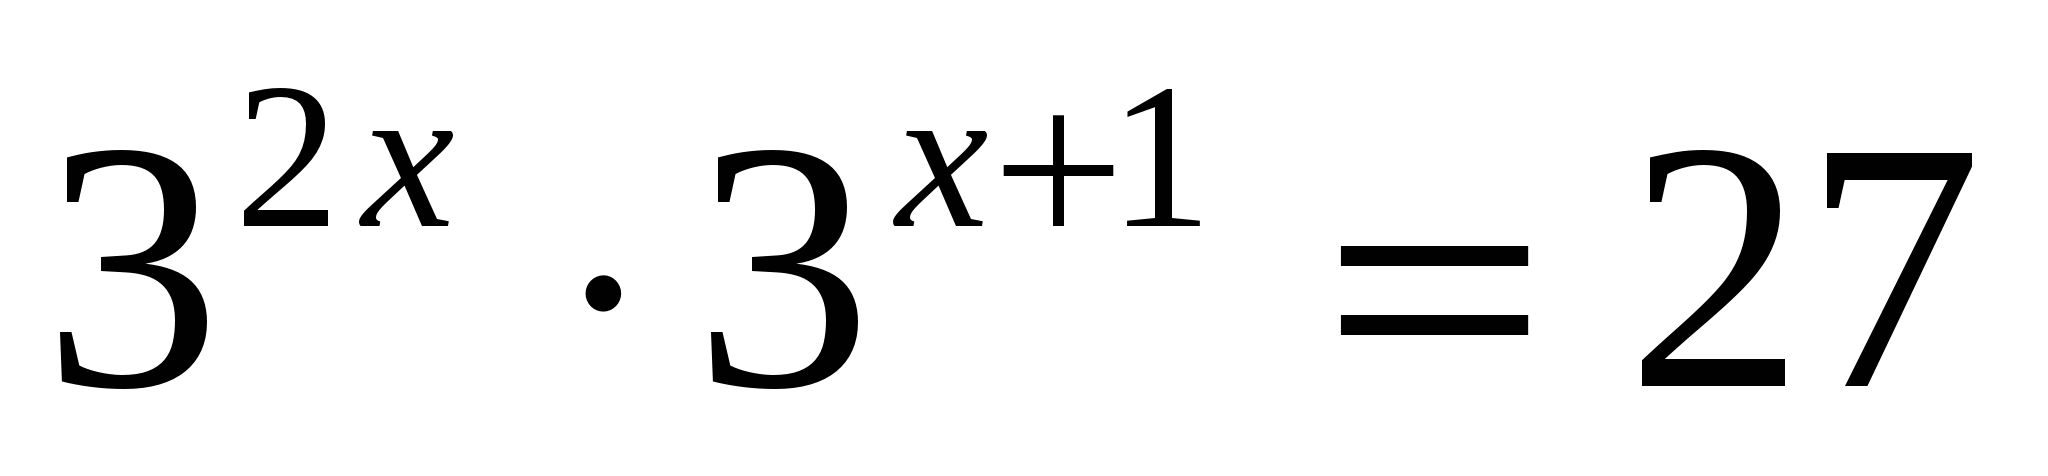 3^{2x} · 3^{x+1} = 27